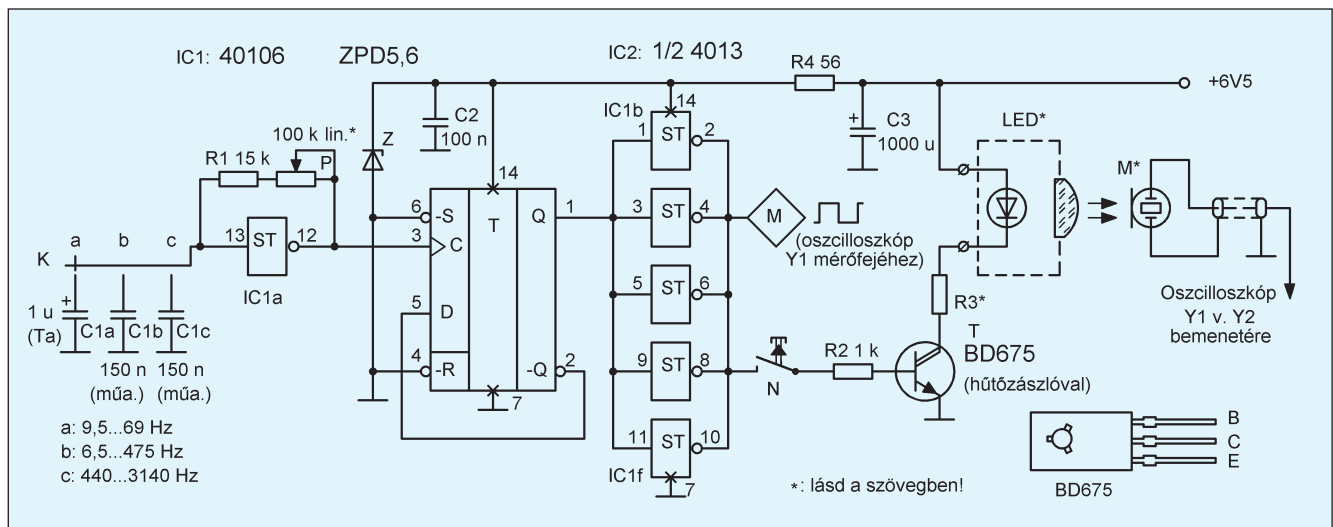 IC1: 40106
ZPD5,6
IC2: 1/2 4013
R4 56
+6V5
C2
100 n
IC1b
14
1
ST
2
C3
1000 u
+
LED*
M*
100 k lin.*
R1 15 k
P
Z
14
6
-S
T
Q
1
3
ST
4
M
(oszcilloszkóp
Y1 mérőfejéhez)
13
ST
12
3
C
K
a
b
c
IC1a
5
D
5
ST
6
R3*
Oszcilloszkóp
Y1 v. Y2
bemenetére
1 u
(Ta)
+
C1a
C1b
C1c
150 n
(műa.)
150 n
(műa.)
4
-R
-Q
2
7
9
ST
8
N
R2 1 k
T
BD675
(hűtőzászlóval)
a: 9,5...69 Hz
b: 6,5...475 Hz
c: 440...3140 Hz
11
ST
10
IC1f
7
*: lásd a szövegben!
B
C
E
BD675